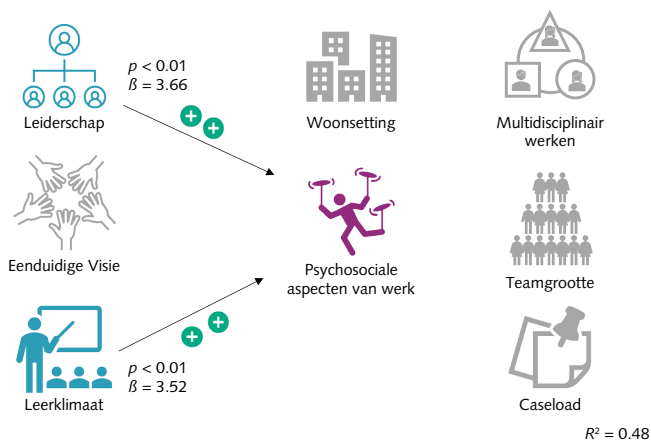 p < 0.01
ß = 3.66
Leiderschap
Woonsetting
Multidisciplinair
werken
Eenduidige Visie
Psychosociale
aspecten van werk
Teamgrootte
p < 0.01
ß = 3.52
Leerklimaat
Caseload
R² = 0.48